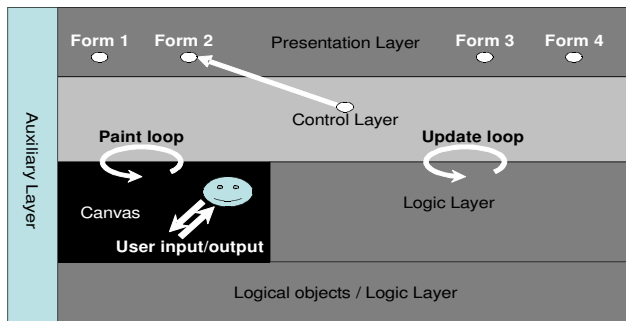 Form 1
Form 2
Presentation Layer
Form 3
Form 4
Auxiliary Layer
Control Layer
Paint loop
Update loop
Canvas
User input/output
Logic Layer
Logical objects / Logic Layer